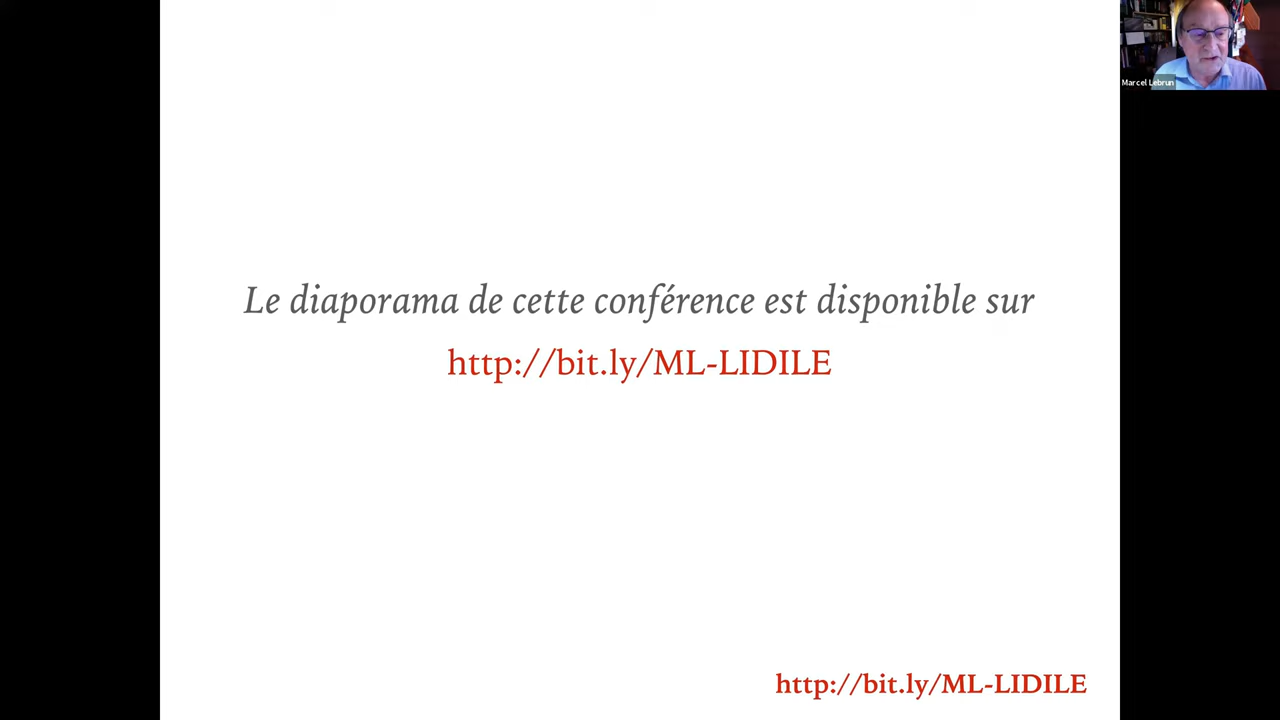 Marcel Lebrun
Le diaporama de cette conférence est disponible sur
http://bit.ly/ML-LIDILE
http://bit.ly/ML-LIDILE